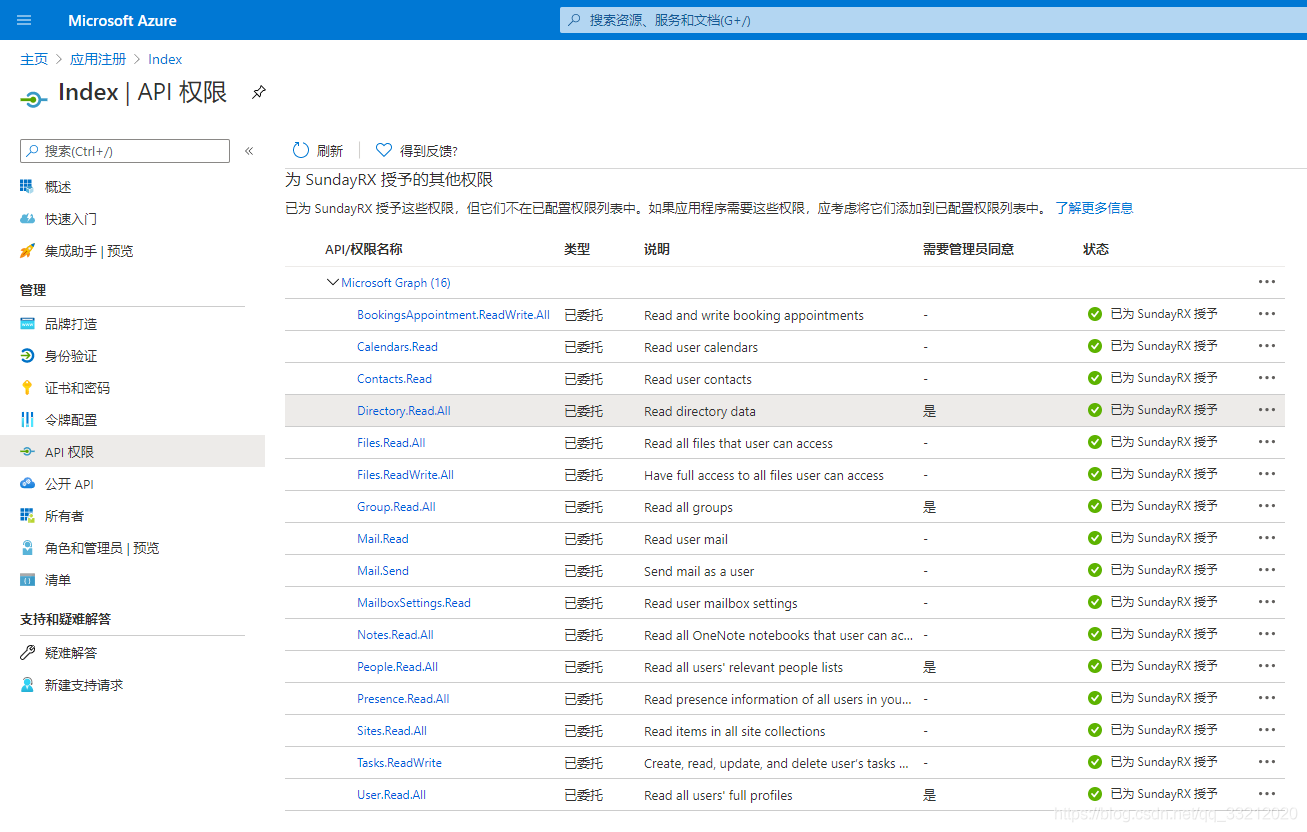 Microsoft Azure
搜索资源、服务和文档(G+/)
主页 > 应用注册 > Index
Index | API 权限
搜索(Ctrl+/)
«
概述
快速入门
集成助手 | 预览
管理
品牌打造
身份验证
证书和密码
令牌配置
API 权限
公开 API
所有者
角色和管理员 | 预览
清单
支持和疑难解答
疑难解答
新建支持请求
刷新 | 得到反馈?
为 SundayRX 授予的其他权限
已为 SundayRX 授予这些权限，但它们不在已配置权限列表中。如果应用程序需要这些权限，应考虑将它们添加到已配置权限列表中。 了解更多信息
API/权限名称 类型 说明 需要管理员同意 状态
Microsoft Graph (16) ...
BookingsAppointment.ReadWrite.All 已委托 Read and write booking appointments - 已为 SundayRX 授予 ...
Calendars.Read 已委托 Read user calendars - 已为 SundayRX 授予 ...
Contacts.Read 已委托 Read user contacts - 已为 SundayRX 授予 ...
Directory.Read.All 已委托 Read directory data 是 已为 SundayRX 授予 ...
Files.Read.All 已委托 Read all files that user can access - 已为 SundayRX 授予 ...
Files.ReadWrite.All 已委托 Have full access to all files user can access - 已为 SundayRX 授予 ...
Group.Read.All 已委托 Read all groups 是 已为 SundayRX 授予 ...
Mail.Read 已委托 Read user mail - 已为 SundayRX 授予 ...
Mail.Send 已委托 Send mail as a user - 已为 SundayRX 授予 ...
MailboxSettings.Read 已委托 Read user mailbox settings - 已为 SundayRX 授予 ...
Notes.Read.All 已委托 Read all OneNote notebooks that user can ac... - 已为 SundayRX 授予 ...
People.Read.All 已委托 Read all users' relevant people lists 是 已为 SundayRX 授予 ...
Presence.Read.All 已委托 Read presence information of all users in you... - 已为 SundayRX 授予 ...
Sites.Read.All 已委托 Read items in all site collections - 已为 SundayRX 授予 ...
Tasks.ReadWrite 已委托 Create, read, update, and delete user's tasks ... - 已为 SundayRX 授予 ...
User.Read.All 已委托 Read all users' full profiles 是 已为 SundayRX 授予 ...
https://blog.csdn.net/qq_33212020